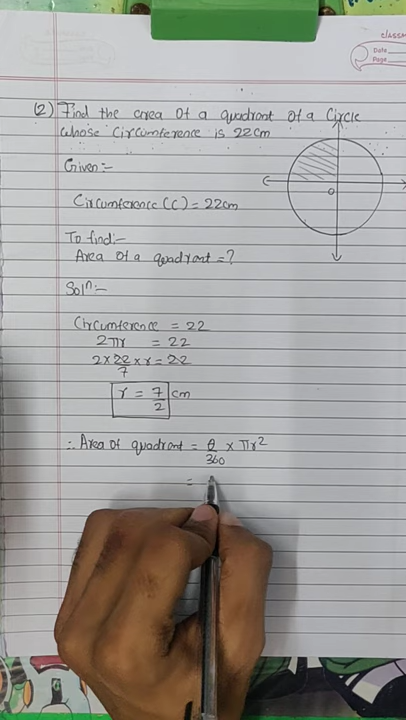 classm
Date
Page
(2) Find the area of a quadrant of a Circle
whose Circumference is 22cm
Given:-
Circumference (C) = 22cm
O
To find:-
Area of a quadrant = ?
Solⁿ:-
Circumference = 22
2πr = 22
2 × 22/7 × r = 22
r = 7/2 cm
∴ Area of quadrant = θ/360 × πr²
=